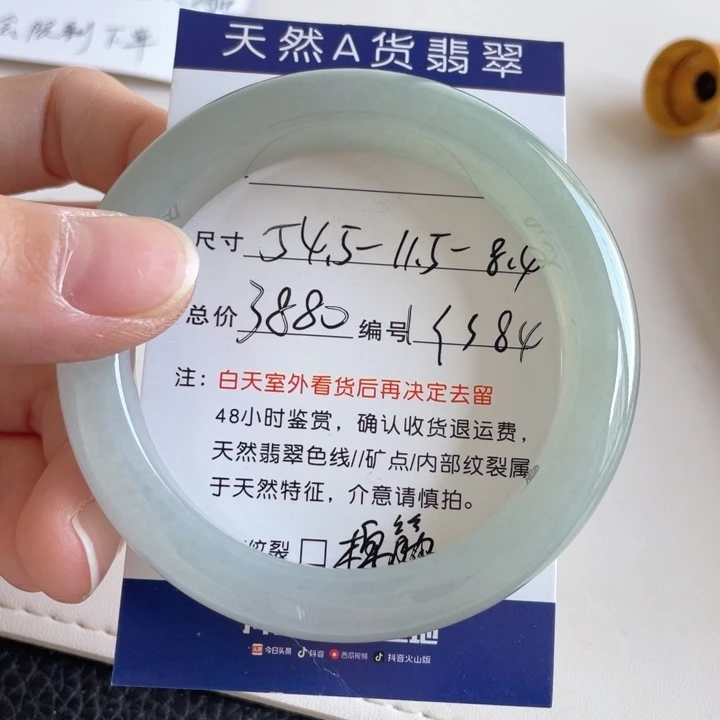 天然A货翡翠
尺寸 54.5-11.5-8.4
总价 3880 编号
注：白天室外看货后再决定去留
48小时鉴赏，确认收货退运费，
天然翡翠色线//矿点/内部纹裂属
于天然特征，介意请慎拍。
纹裂 □ 棉筋
今日头条 抖音 西瓜视频 抖音火山版